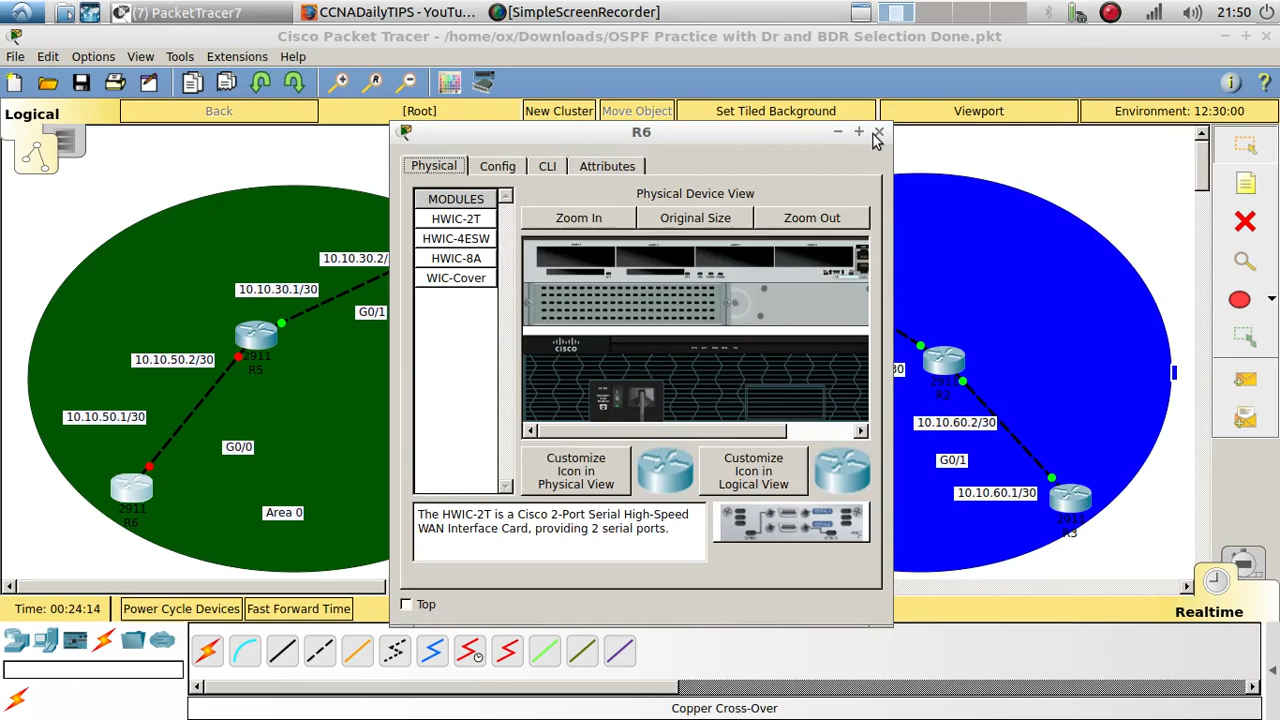 (7) PacketTracer7
CCNADailyTIPS - YouTu...
[SimpleScreenRecorder]
21:50
Cisco Packet Tracer - /home/ox/Downloads/OSPF Practice with Dr and BDR Selection Done.pkt
File Edit Options View Tools Extensions Help
Logical
Back
[Root]
New Cluster
Move Object
Set Tiled Background
Viewport
Environment: 12:30:00
R6
Physical
Config
CLI
Attributes
MODULES
HWIC-2T
HWIC-4ESW
HWIC-8A
WIC-Cover
Physical Device View
Zoom In
Original Size
Zoom Out
CISCO
Customize
Icon in
Physical View
Customize
Icon in
Logical View
The HWIC-2T is a Cisco 2-Port Serial High-Speed
WAN Interface Card, providing 2 serial ports.
Top
10.10.30.2/
10.10.30.1/30
G0/1
2911
R5
10.10.50.2/30
10.10.50.1/30
G0/0
2911
R6
Area 0
30
2911
R2
10.10.60.2/30
G0/1
10.10.60.1/30
2911
R3
Time: 00:24:14
Power Cycle Devices
Fast Forward Time
Realtime
Copper Cross-Over